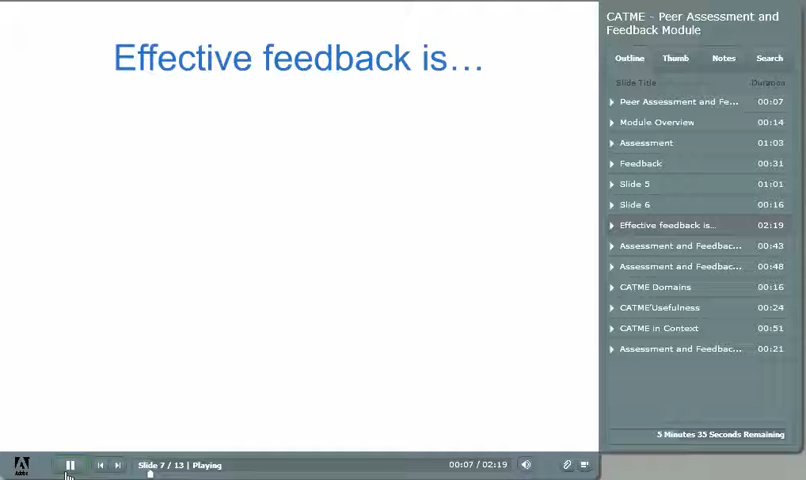 Effective feedback is…
CATME - Peer Assessment and
Feedback Module
Outline Thumb Notes Search
Slide Title Duration
Peer Assessment and Fe... 00:07
Module Overview 00:14
Assessment 01:03
Feedback 00:31
Slide 5 01:01
Slide 6 00:16
Effective feedback is... 02:19
Assessment and Feedbac... 00:43
Assessment and Feedbac... 00:48
CATME Domains 00:16
CATME Usefulness 00:24
CATME in Context 00:51
Assessment and Feedbac... 00:21
5 Minutes 35 Seconds Remaining
Adobe
Slide 7 / 13 | Playing 00:07 / 02:19